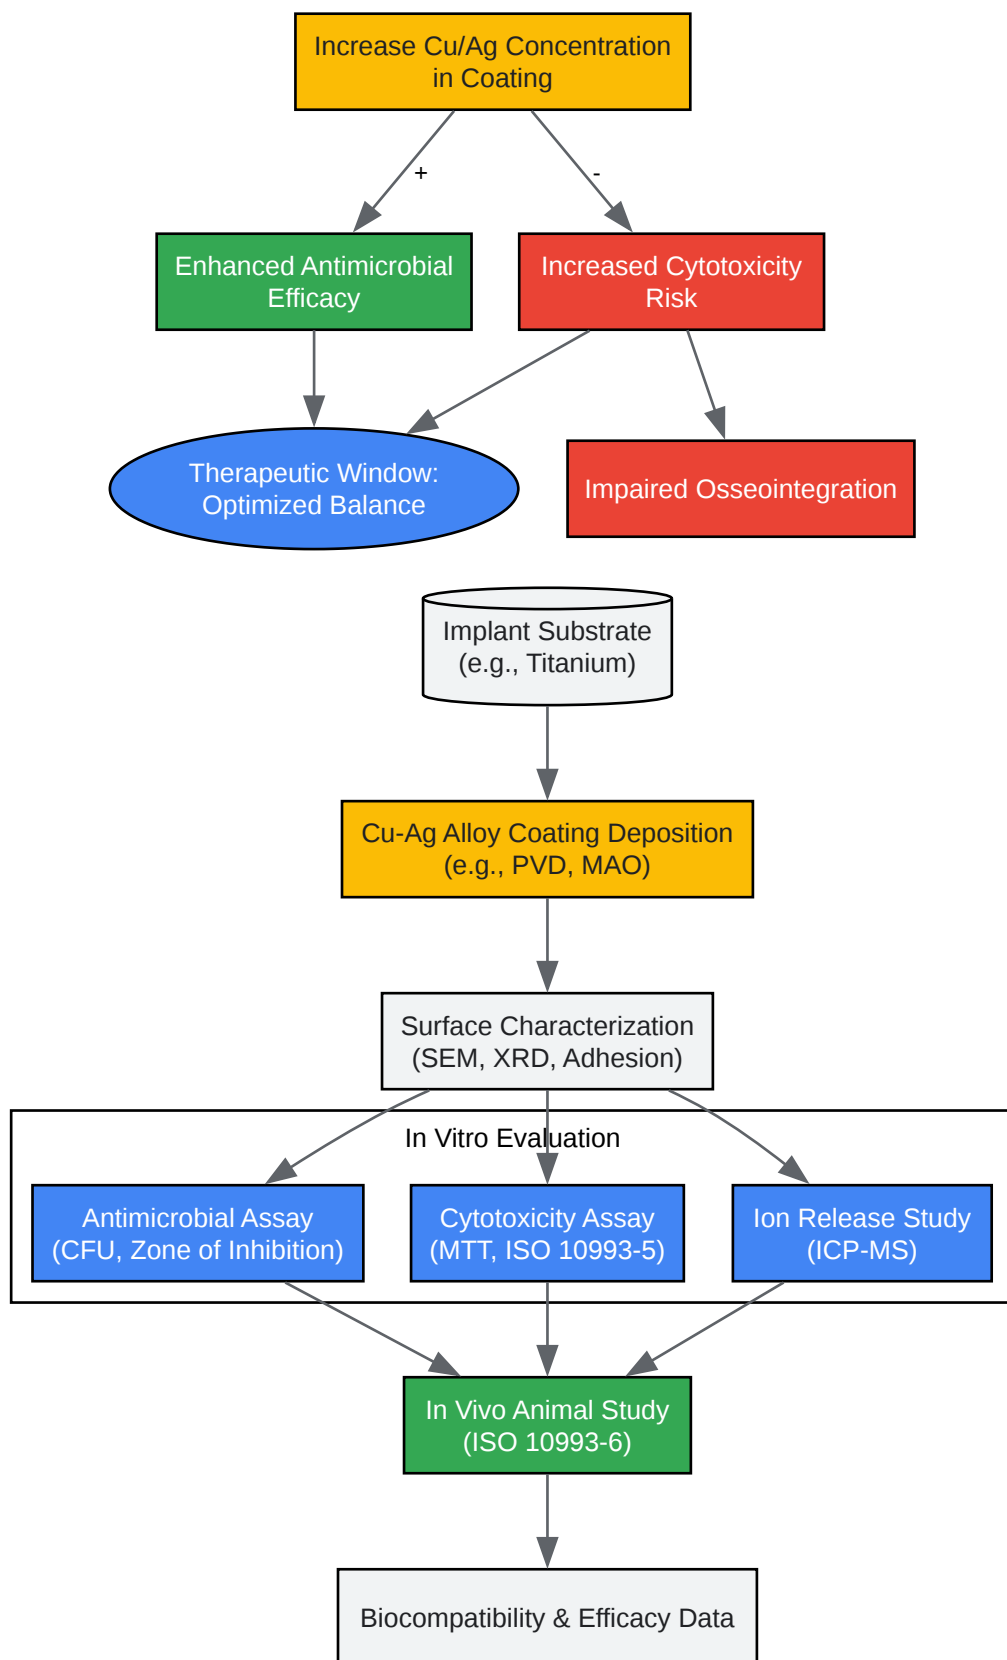 Increase Cu/Ag Concentration
in Coating
+
-
Enhanced Antimicrobial
Efficacy
Increased Cytotoxicity
Risk
Therapeutic Window:
Optimized Balance
Impaired Osseointegration
Implant Substrate
(e.g., Titanium)
Cu-Ag Alloy Coating Deposition
(e.g., PVD, MAO)
Surface Characterization
(SEM, XRD, Adhesion)
In Vitro Evaluation
Antimicrobial Assay
(CFU, Zone of Inhibition)
Cytotoxicity Assay
(MTT, ISO 10993-5)
Ion Release Study
(ICP-MS)
In Vivo Animal Study
(ISO 10993-6)
Biocompatibility & Efficacy Data